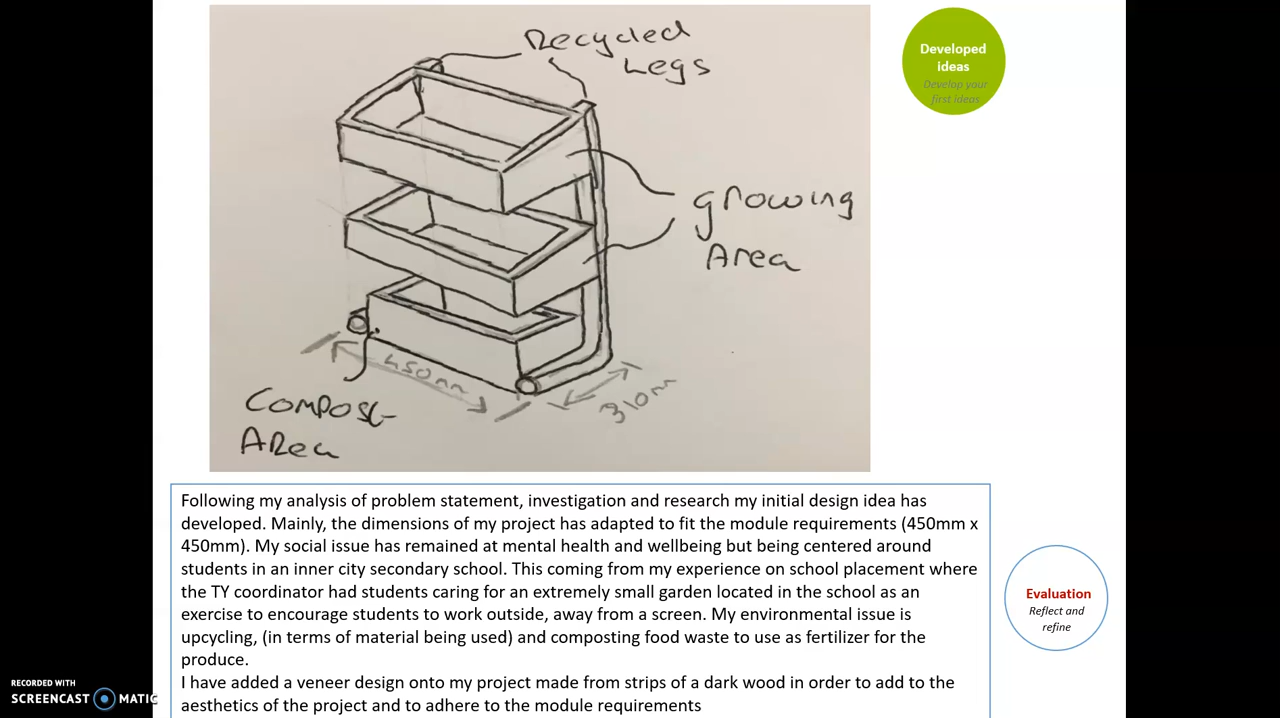 Recycled
Legs
Developed
ideas
Develop your
first ideas
growing
Area
450mm
310m
Compost
Area
Following my analysis of problem statement, investigation and research my initial design idea has
developed. Mainly, the dimensions of my project has adapted to fit the module requirements (450mm x
450mm). My social issue has remained at mental health and wellbeing but being centered around
students in an inner city secondary school. This coming from my experience on school placement where
the TY coordinator had students caring for an extremely small garden located in the school as an
exercise to encourage students to work outside, away from a screen. My environmental issue is
upcycling, (in terms of material being used) and composting food waste to use as fertilizer for the
produce.
I have added a veneer design onto my project made from strips of a dark wood in order to add to the
aesthetics of the project and to adhere to the module requirements
Evaluation
Reflect and
refine
RECORDED WITH
SCREENCAST MATIC